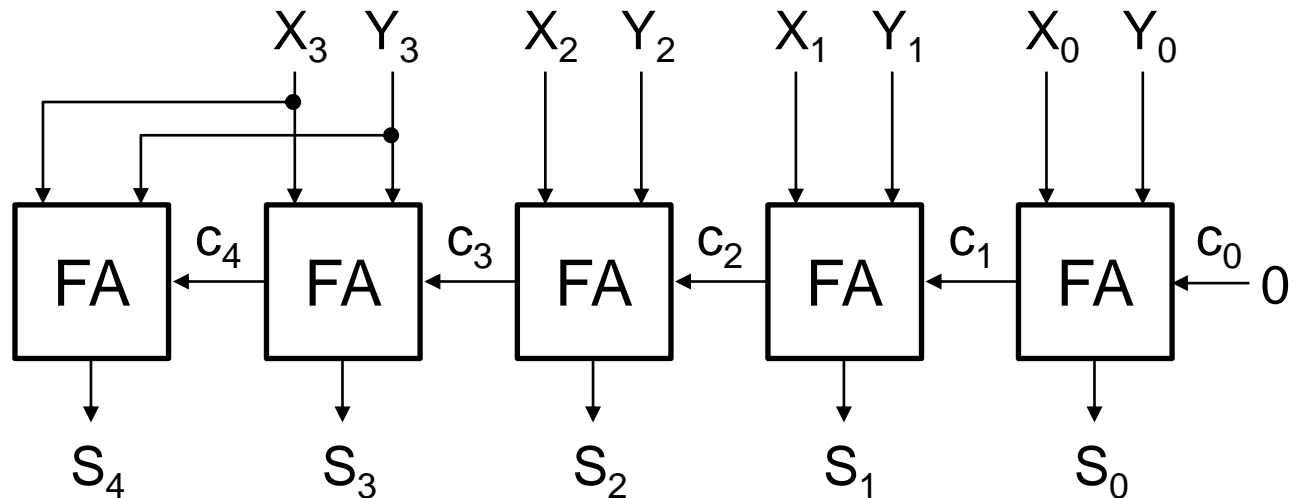 X₃ Y₃ X₂ Y₂ X₁ Y₁ X₀ Y₀
c₄ c₃ c₂ c₁ c₀
FA FA FA FA FA 0
S₄ S₃ S₂ S₁ S₀